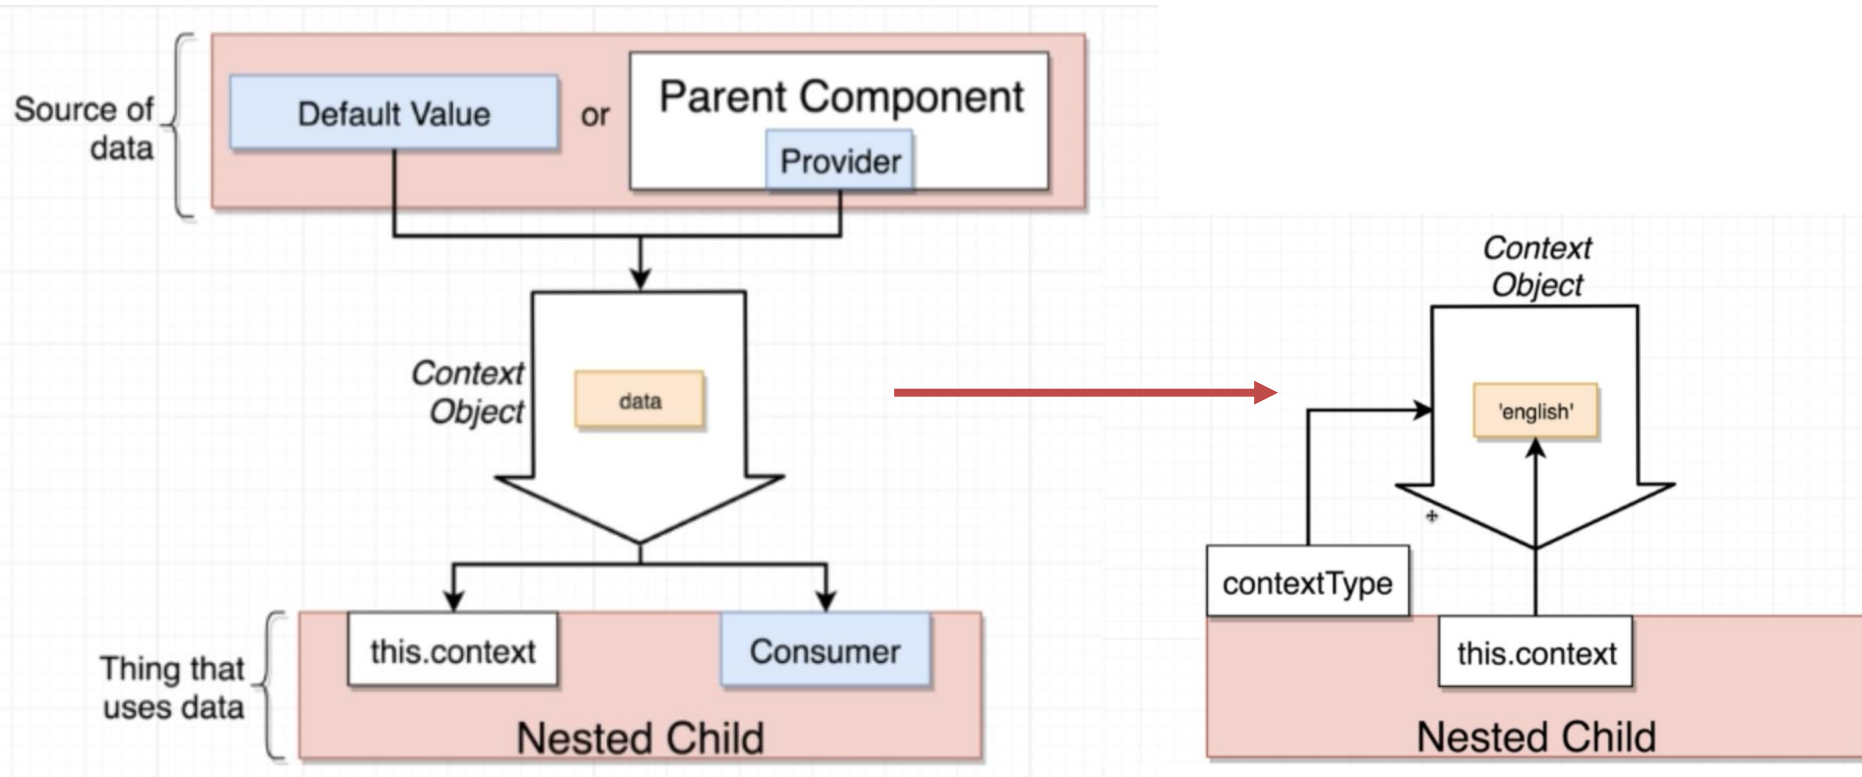 Source of
data
Default Value
or
Parent Component
Provider
Context
Object
data
this.context
Consumer
Thing that
uses data
Nested Child
Context
Object
'english'
contextType
this.context
Nested Child